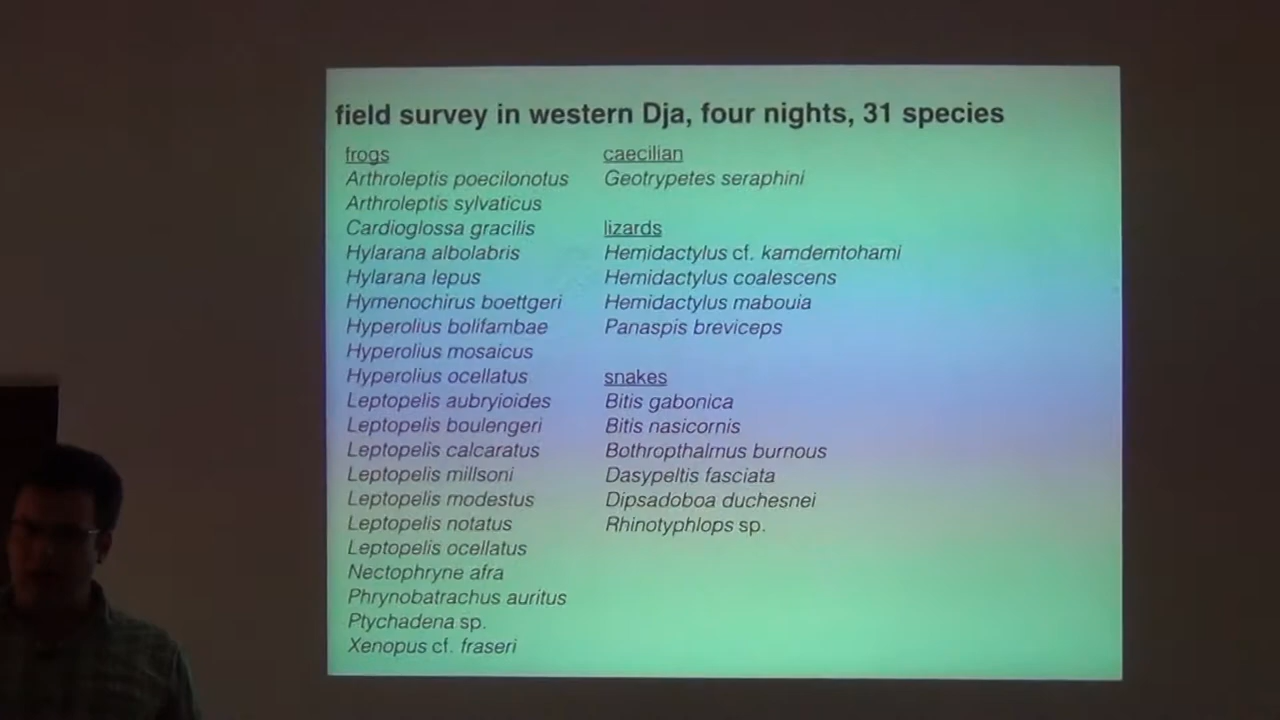 field survey in western Dja, four nights, 31 species
frogs
Arthroleptis poecilonotus
Arthroleptis sylvaticus
Cardioglossa gracilis
Hylarana albolabris
Hylarana lepus
Hymenochirus boettgeri
Hyperolius bolifambae
Hyperolius mosaicus
Hyperolius ocellatus
Leptopelis aubryioides
Leptopelis boulengeri
Leptopelis calcaratus
Leptopelis millsoni
Leptopelis modestus
Leptopelis notatus
Leptopelis ocellatus
Nectophryne afra
Phrynobatrachus auritus
Ptychadena sp.
Xenopus cf. fraseri
caecilian
Geotrypetes seraphini
lizards
Hemidactylus cf. kamdemtohami
Hemidactylus coalescens
Hemidactylus mabouia
Panaspis breviceps
snakes
Bitis gabonica
Bitis nasicornis
Bothropthalmus burnous
Dasypeltis fasciata
Dipsadoboa duchesnei
Rhinotyphlops sp.